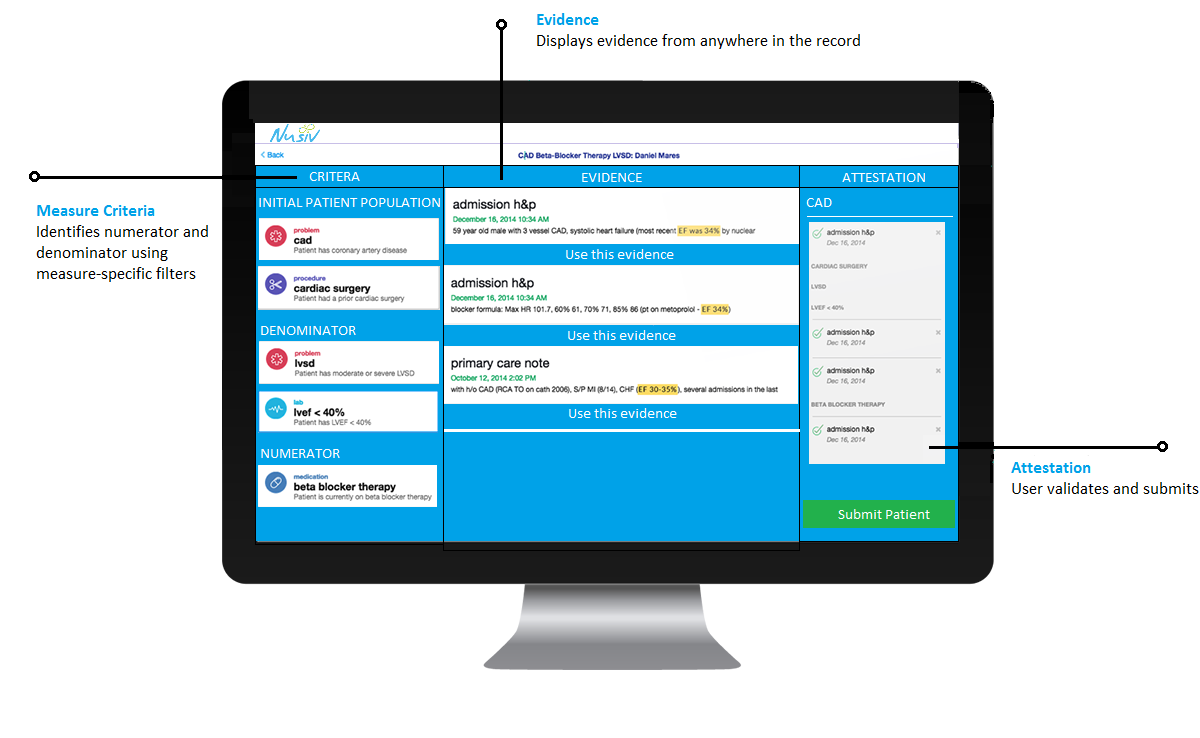 Evidence
Displays evidence from anywhere in the record
Nusiv
< Back
CAD Beta-Blocker Therapy LVSD: Daniel Mares
CRITERA
EVIDENCE
ATTESTATION
Measure Criteria
Identifies numerator and
denominator using
measure-specific filters
INITIAL PATIENT POPULATION
problem
cad
Patient had coronary artery disease
procedure
cardiac surgery
Patient had a prior cardiac surgery
DENOMINATOR
problem
lvsd
Patient has moderate or severe LVSD
lab
lvef < 40%
Patient has LVEF < 40%
NUMERATOR
medication
beta blocker therapy
Patient is currently on beta blocker therapy
admission h&p
December 16, 2014 10:34 AM
59 year old male with 3 vessel CAD, systolic heart failure (most recent EF was 34% by nuclear
Use this evidence
admission h&p
December 16, 2014 10:34 AM
blocker formula: Max HR 101.7, 60% 61, 70% 71, 85% 86 (pt on metoprolol - EF 34%)
Use this evidence
primary care note
October 12, 2014 2:02 PM
with h/o CAD (RCA TO on cath 2006), S/P MI (8/14), CHF (EF 30-35%), several admissions in the last
Use this evidence
CAD
admission h&p
Dec 16, 2014
CARDIAC SURGERY
LVSD
LVEF < 40%
admission h&p
Dec 16, 2014
admission h&p
Dec 16, 2014
BETA BLOCKER THERAPY
admission h&p
Dec 16, 2014
Submit Patient
Attestation
User validates and submits